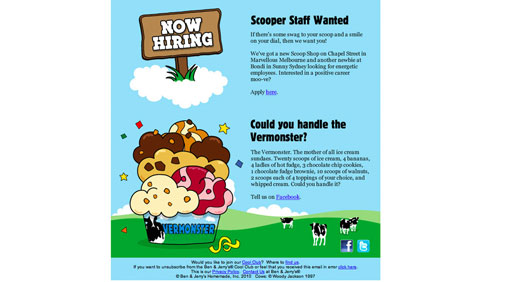 NOW
HIRING
Scooper Staff Wanted
If there's some swag to your scoop and a smile
on your dial, then we want you!
We've got a new Scoop Shop on Chapel Street in
Marvellous Melbourne and another newbie at
Bondi in Sunny Sydney looking for energetic
employees. Interested in a positive career
moo-ve?
Apply here.
Could you handle the
Vermonster?
The Vermonster. The mother of all ice cream
sundaes. Twenty scoops of ice cream, 4 bananas,
4 ladles of hot fudge, 3 chocolate chip cookies,
1 chocolate fudge brownie, 10 scoops of walnuts,
2 scoops each of 4 toppings of your choice, and
whipped cream. Could you handle it?
Tell us on Facebook.
VERMONSTER
f
t
Would you like to join our Cool Club? Where to find us.
If you want to unsubscribe from the Ben & Jerry's® Cool Club or feel that you received this email in error click here.
This is our Privacy Policy. Contact Us at Ben & Jerry's®
© Ben & Jerry's Homemade, Inc. 2010 Cows: © Woody Jackson 1997